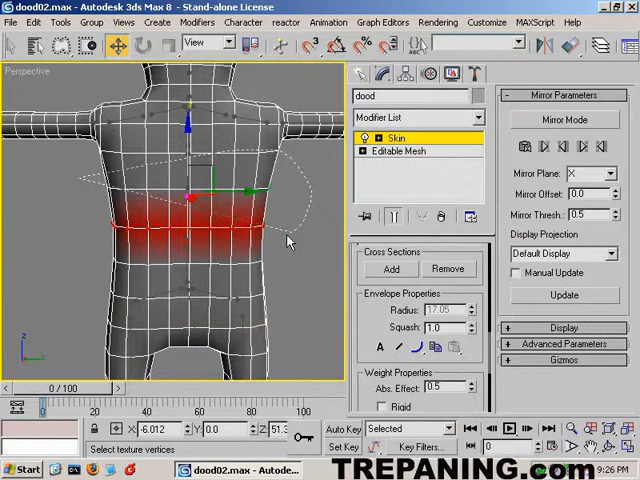 dood02.max - Autodesk 3ds Max 8 - Stand-alone License
File Edit Tools Group Views Create Modifiers Character reactor Animation Graph Editors Rendering Customize MAXScript Help
View
Perspective
dood
Modifier List
Skin
Editable Mesh
Cross Sections
Add Remove
Envelope Properties
Radius: 17.05
Squash: 1.0
Weight Properties
Abs. Effect: 0.5
Rigid
Mirror Parameters
Mirror Mode
Mirror Plane: X
Mirror Offset: 0.0
Mirror Thresh.: 0.5
Display Projection
Default Display
Manual Update
Update
Display
Advanced Parameters
Gizmos
0 / 100
0 20 40 60 80 100
X: -6.012 Y: 0.0 Z: 51.3
Auto Key Selected
Select texture vertices
Set Key Key Filters... 0
Start dood02.max - Autod... 9:26 PM
TREPANING.com